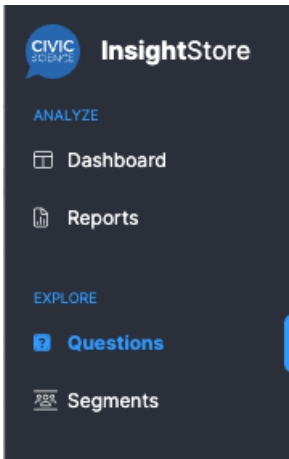 CIVIC
SCIENCE
InsightStore
ANALYZE
Dashboard
Reports
EXPLORE
Questions
Segments